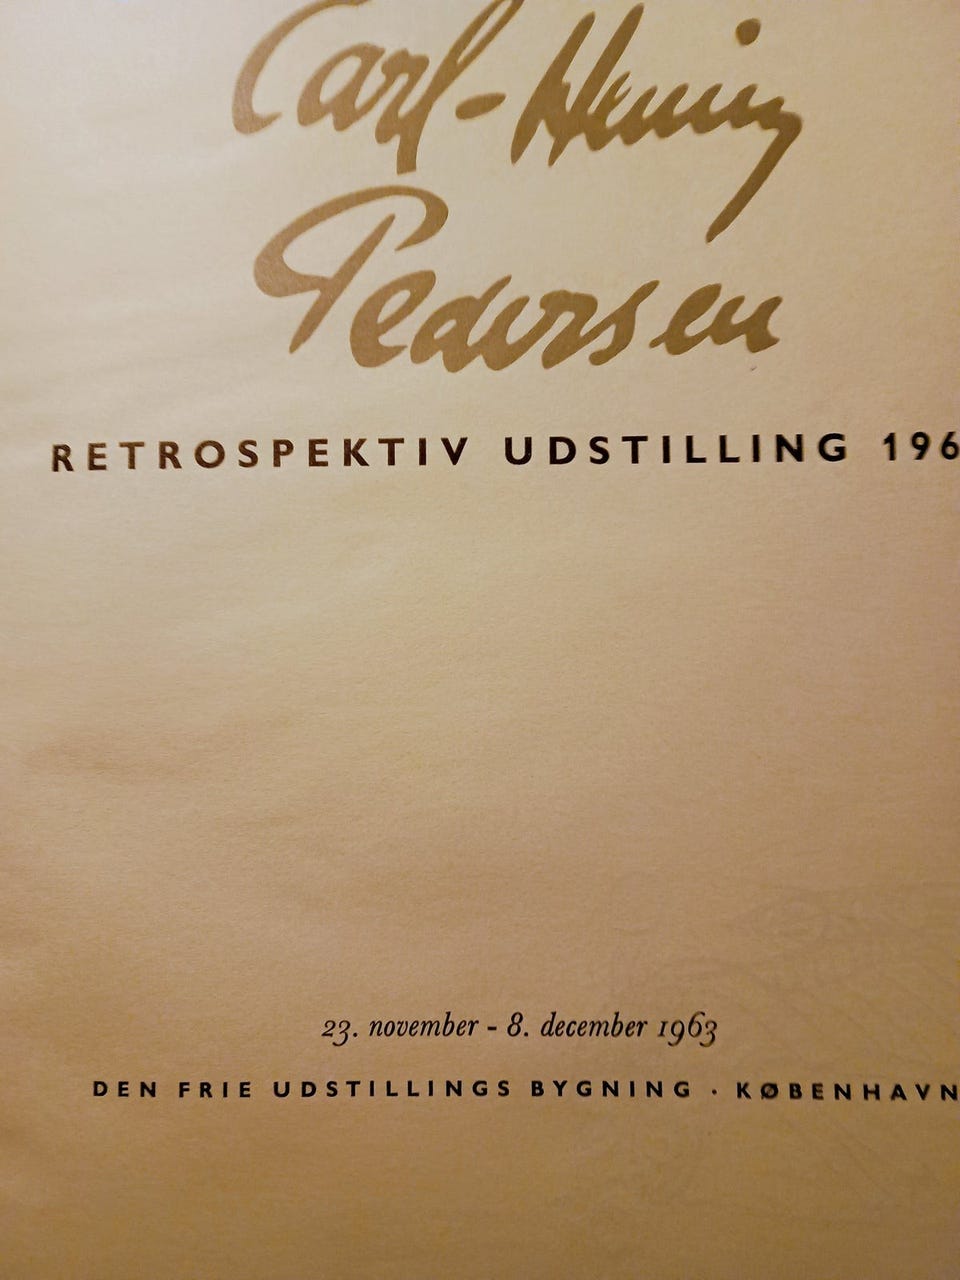 Carl-Henning
Pedersen
RETROSPEKTIV UDSTILLING 196
23. november - 8. december 1963
DEN FRIE UDSTILLINGS BYGNING · KØBENHAVN